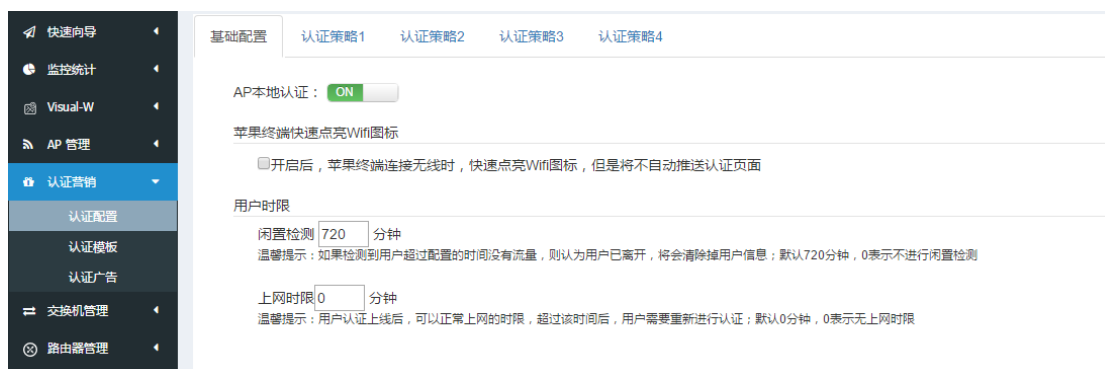 快速向导
监控统计
Visual-W
AP 管理
认证营销
认证配置
认证模板
认证广告
交换机管理
路由器管理
基础配置 认证策略1 认证策略2 认证策略3 认证策略4
AP本地认证： ON
苹果终端快速点亮Wifi图标
开启后，苹果终端连接无线时，快速点亮Wifi图标，但是将不自动推送认证页面
用户时限
闲置检测 720 分钟
温馨提示：如果检测到用户超过配置的时间没有流量，则认为用户已离开，将会清除掉用户信息；默认720分钟，0表示不进行闲置检测
上网时限 0 分钟
温馨提示：用户认证上线后，可以正常上网的时限，超过该时间后，用户需要重新进行认证；默认0分钟，0表示无上网时限